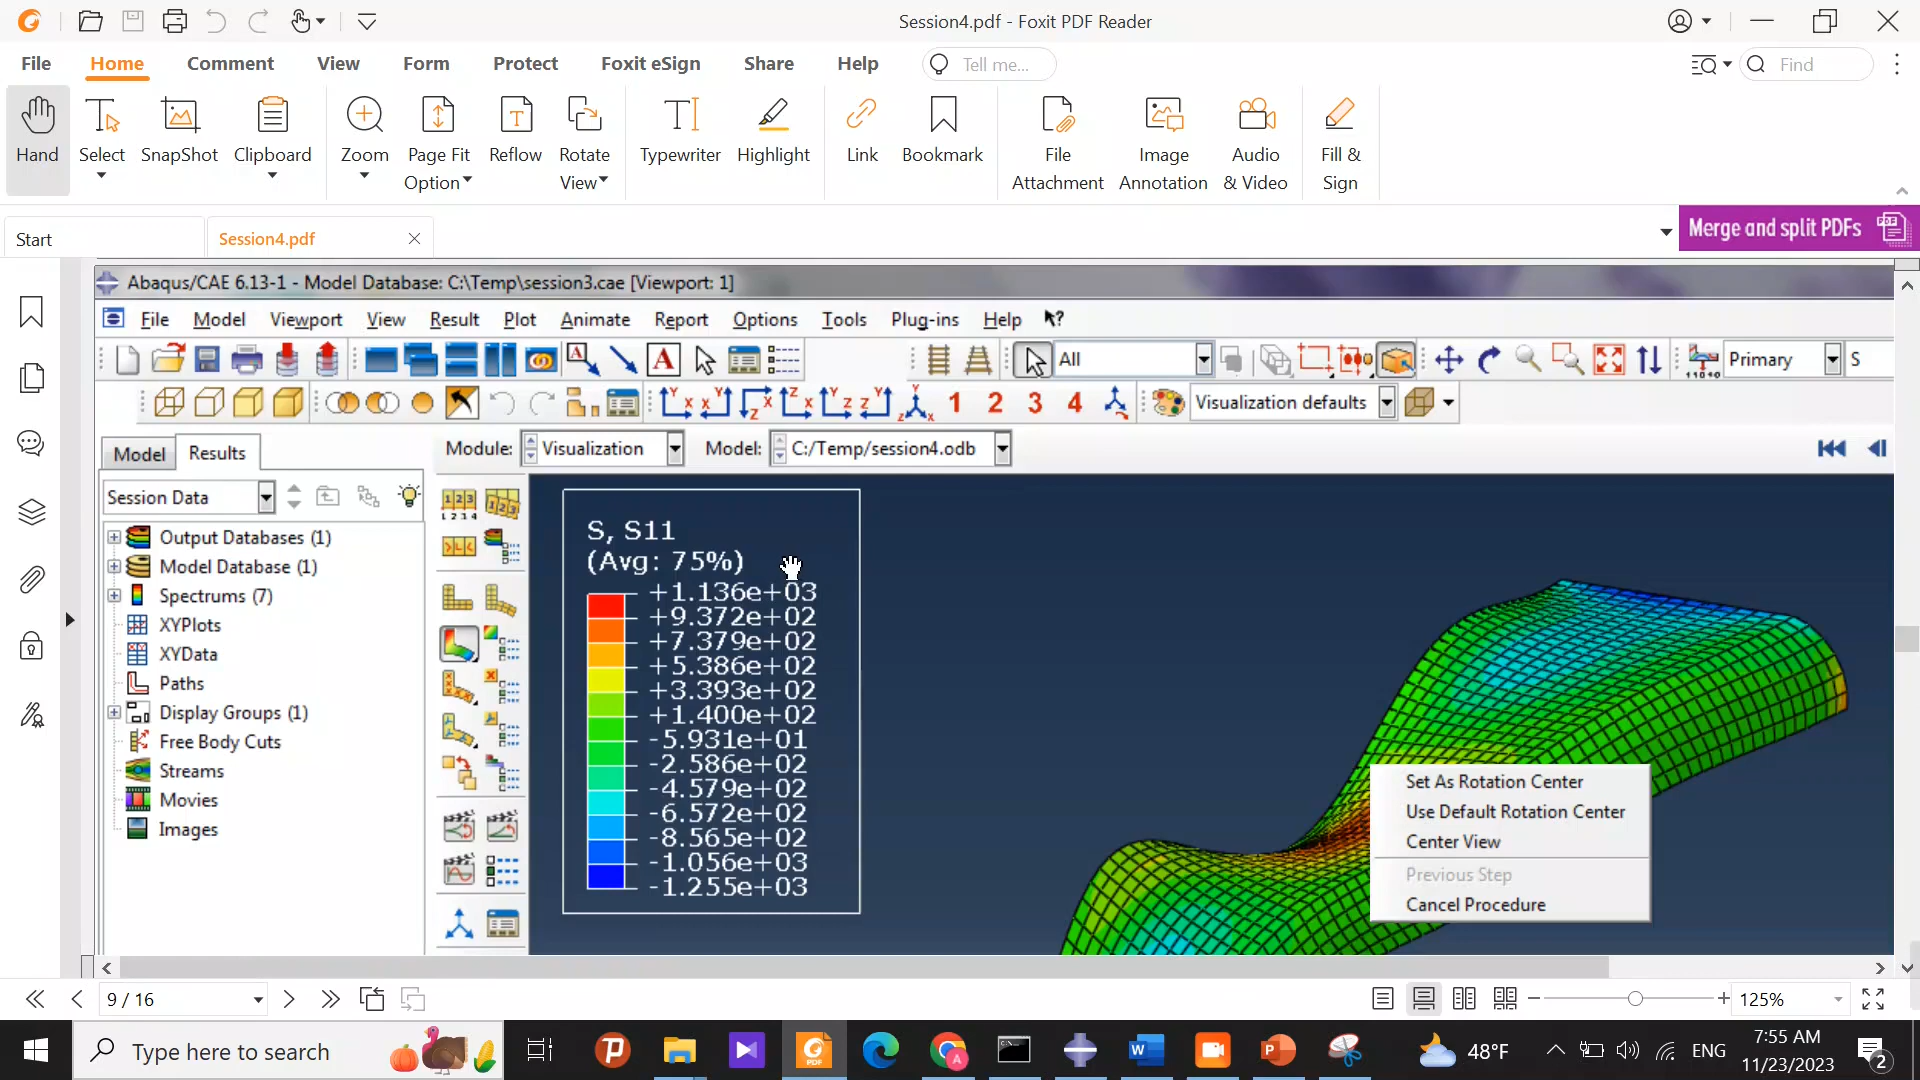 Session4.pdf - Foxit PDF Reader
File Home Comment View Form Protect Foxit eSign Share Help Tell me... Find
Hand Select SnapShot Clipboard Zoom Page Fit Option Reflow Rotate View Typewriter Highlight Link Bookmark File Attachment Image Annotation Audio & Video Fill & Sign
Start Session4.pdf Merge and split PDFs
Abaqus/CAE 6.13-1 - Model Database: C:\Temp\session3.cae [Viewport: 1]
File Model Viewport View Result Plot Animate Report Options Tools Plug-ins Help
All Primary S
1 2 3 4 Visualization defaults
Model Results Module: Visualization Model: C:/Temp/session4.odb
Session Data
Output Databases (1)
Model Database (1)
Spectrums (7)
XYPlots
XYData
Paths
Display Groups (1)
Free Body Cuts
Streams
Movies
Images
S, S11
(Avg: 75%)
+1.136e+03
+9.372e+02
+7.379e+02
+5.386e+02
+3.393e+02
+1.400e+02
-5.931e+01
-2.586e+02
-4.579e+02
-6.572e+02
-8.565e+02
-1.056e+03
-1.255e+03
Set As Rotation Center
Use Default Rotation Center
Center View
Previous Step
Cancel Procedure
9 / 16 125%
Type here to search 48°F ENG 7:55 AM
11/23/2023 2